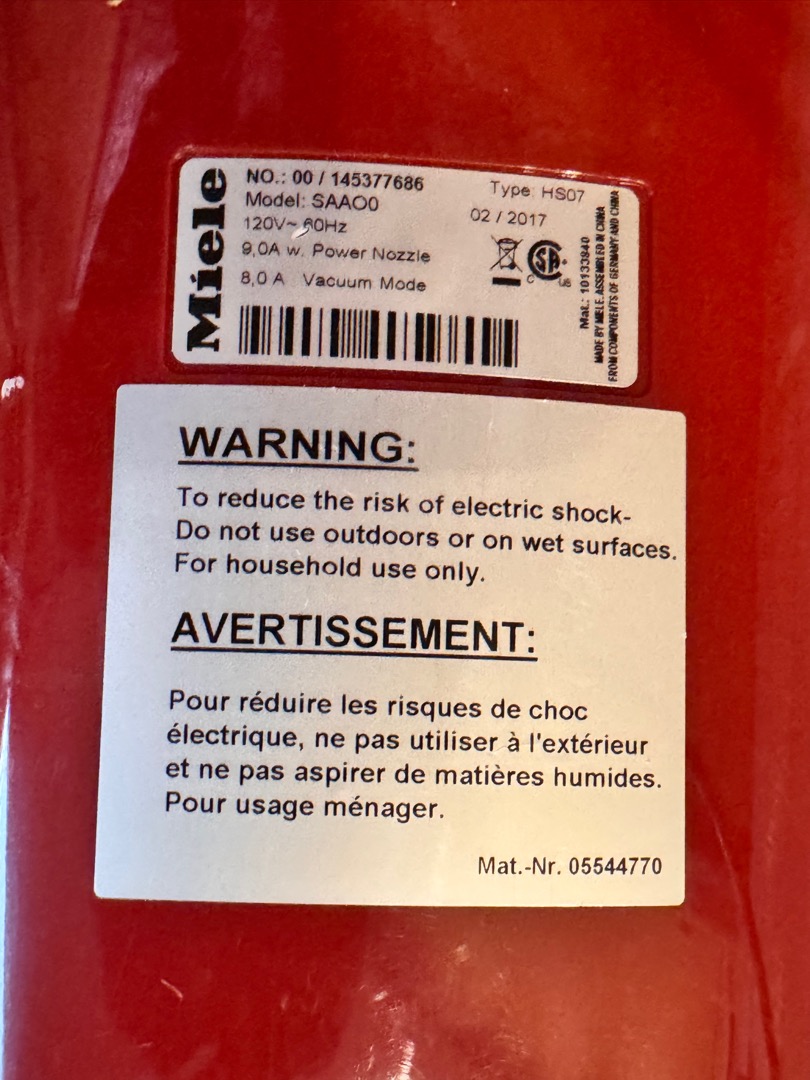 Miele
NO.: 00 / 145377686
Type: HS07
Model: SAAO0
02 / 2017
120V~ 60Hz
9,0A w. Power Nozzle
8,0 A Vacuum Mode
C US
Mat.: 10133840
MADE BY MIELE. ASSEMBLED IN CHINA
FROM COMPONENTS OF GERMANY AND CHINA
WARNING:
To reduce the risk of electric shock-
Do not use outdoors or on wet surfaces.
For household use only.
AVERTISSEMENT:
Pour réduire les risques de choc
électrique, ne pas utiliser à l'extérieur
et ne pas aspirer de matières humides.
Pour usage ménager.
Mat.-Nr. 05544770